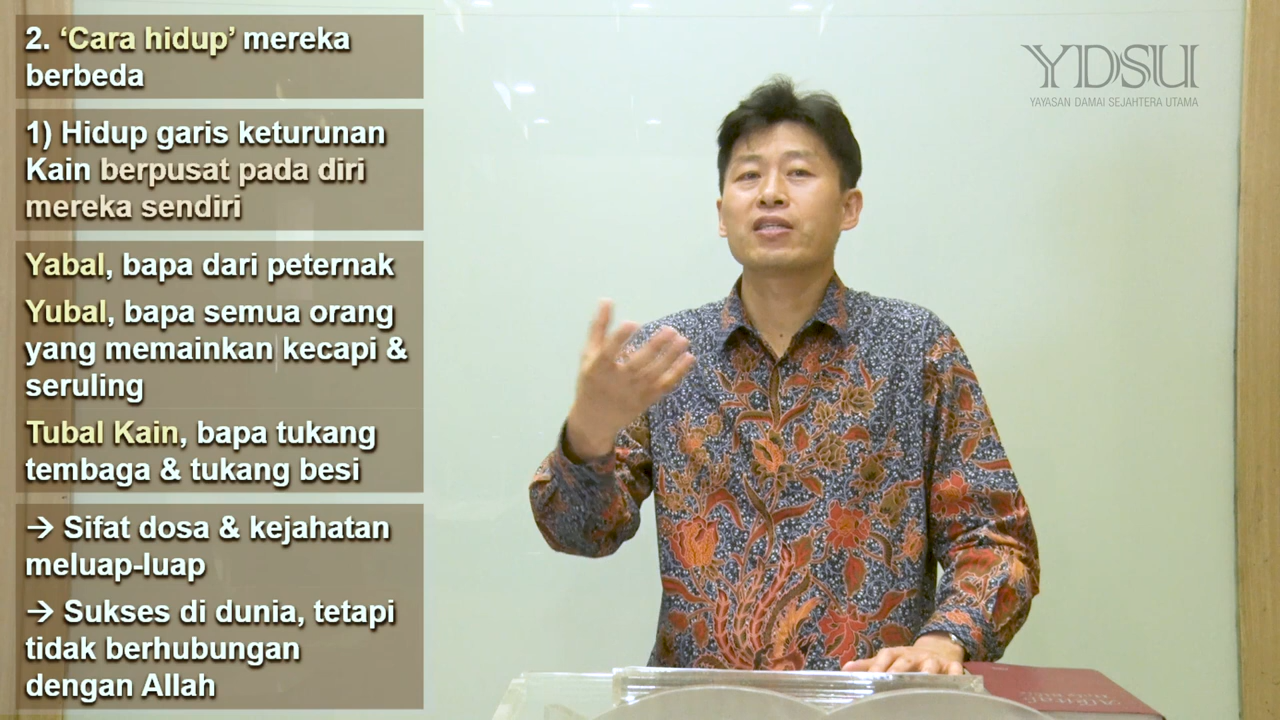 2. ‘Cara hidup’ mereka
berbeda
1) Hidup garis keturunan
Kain berpusat pada diri
mereka sendiri
Yabal, bapa dari peternak
Yubal, bapa semua orang
yang memainkan kecapi &
seruling
Tubal Kain, bapa tukang
tembaga & tukang besi
→ Sifat dosa & kejahatan
meluap-luap
→ Sukses di dunia, tetapi
tidak berhubungan
dengan Allah
YDSU
YAYASAN DAMAI SEJAHTERA UTAMA